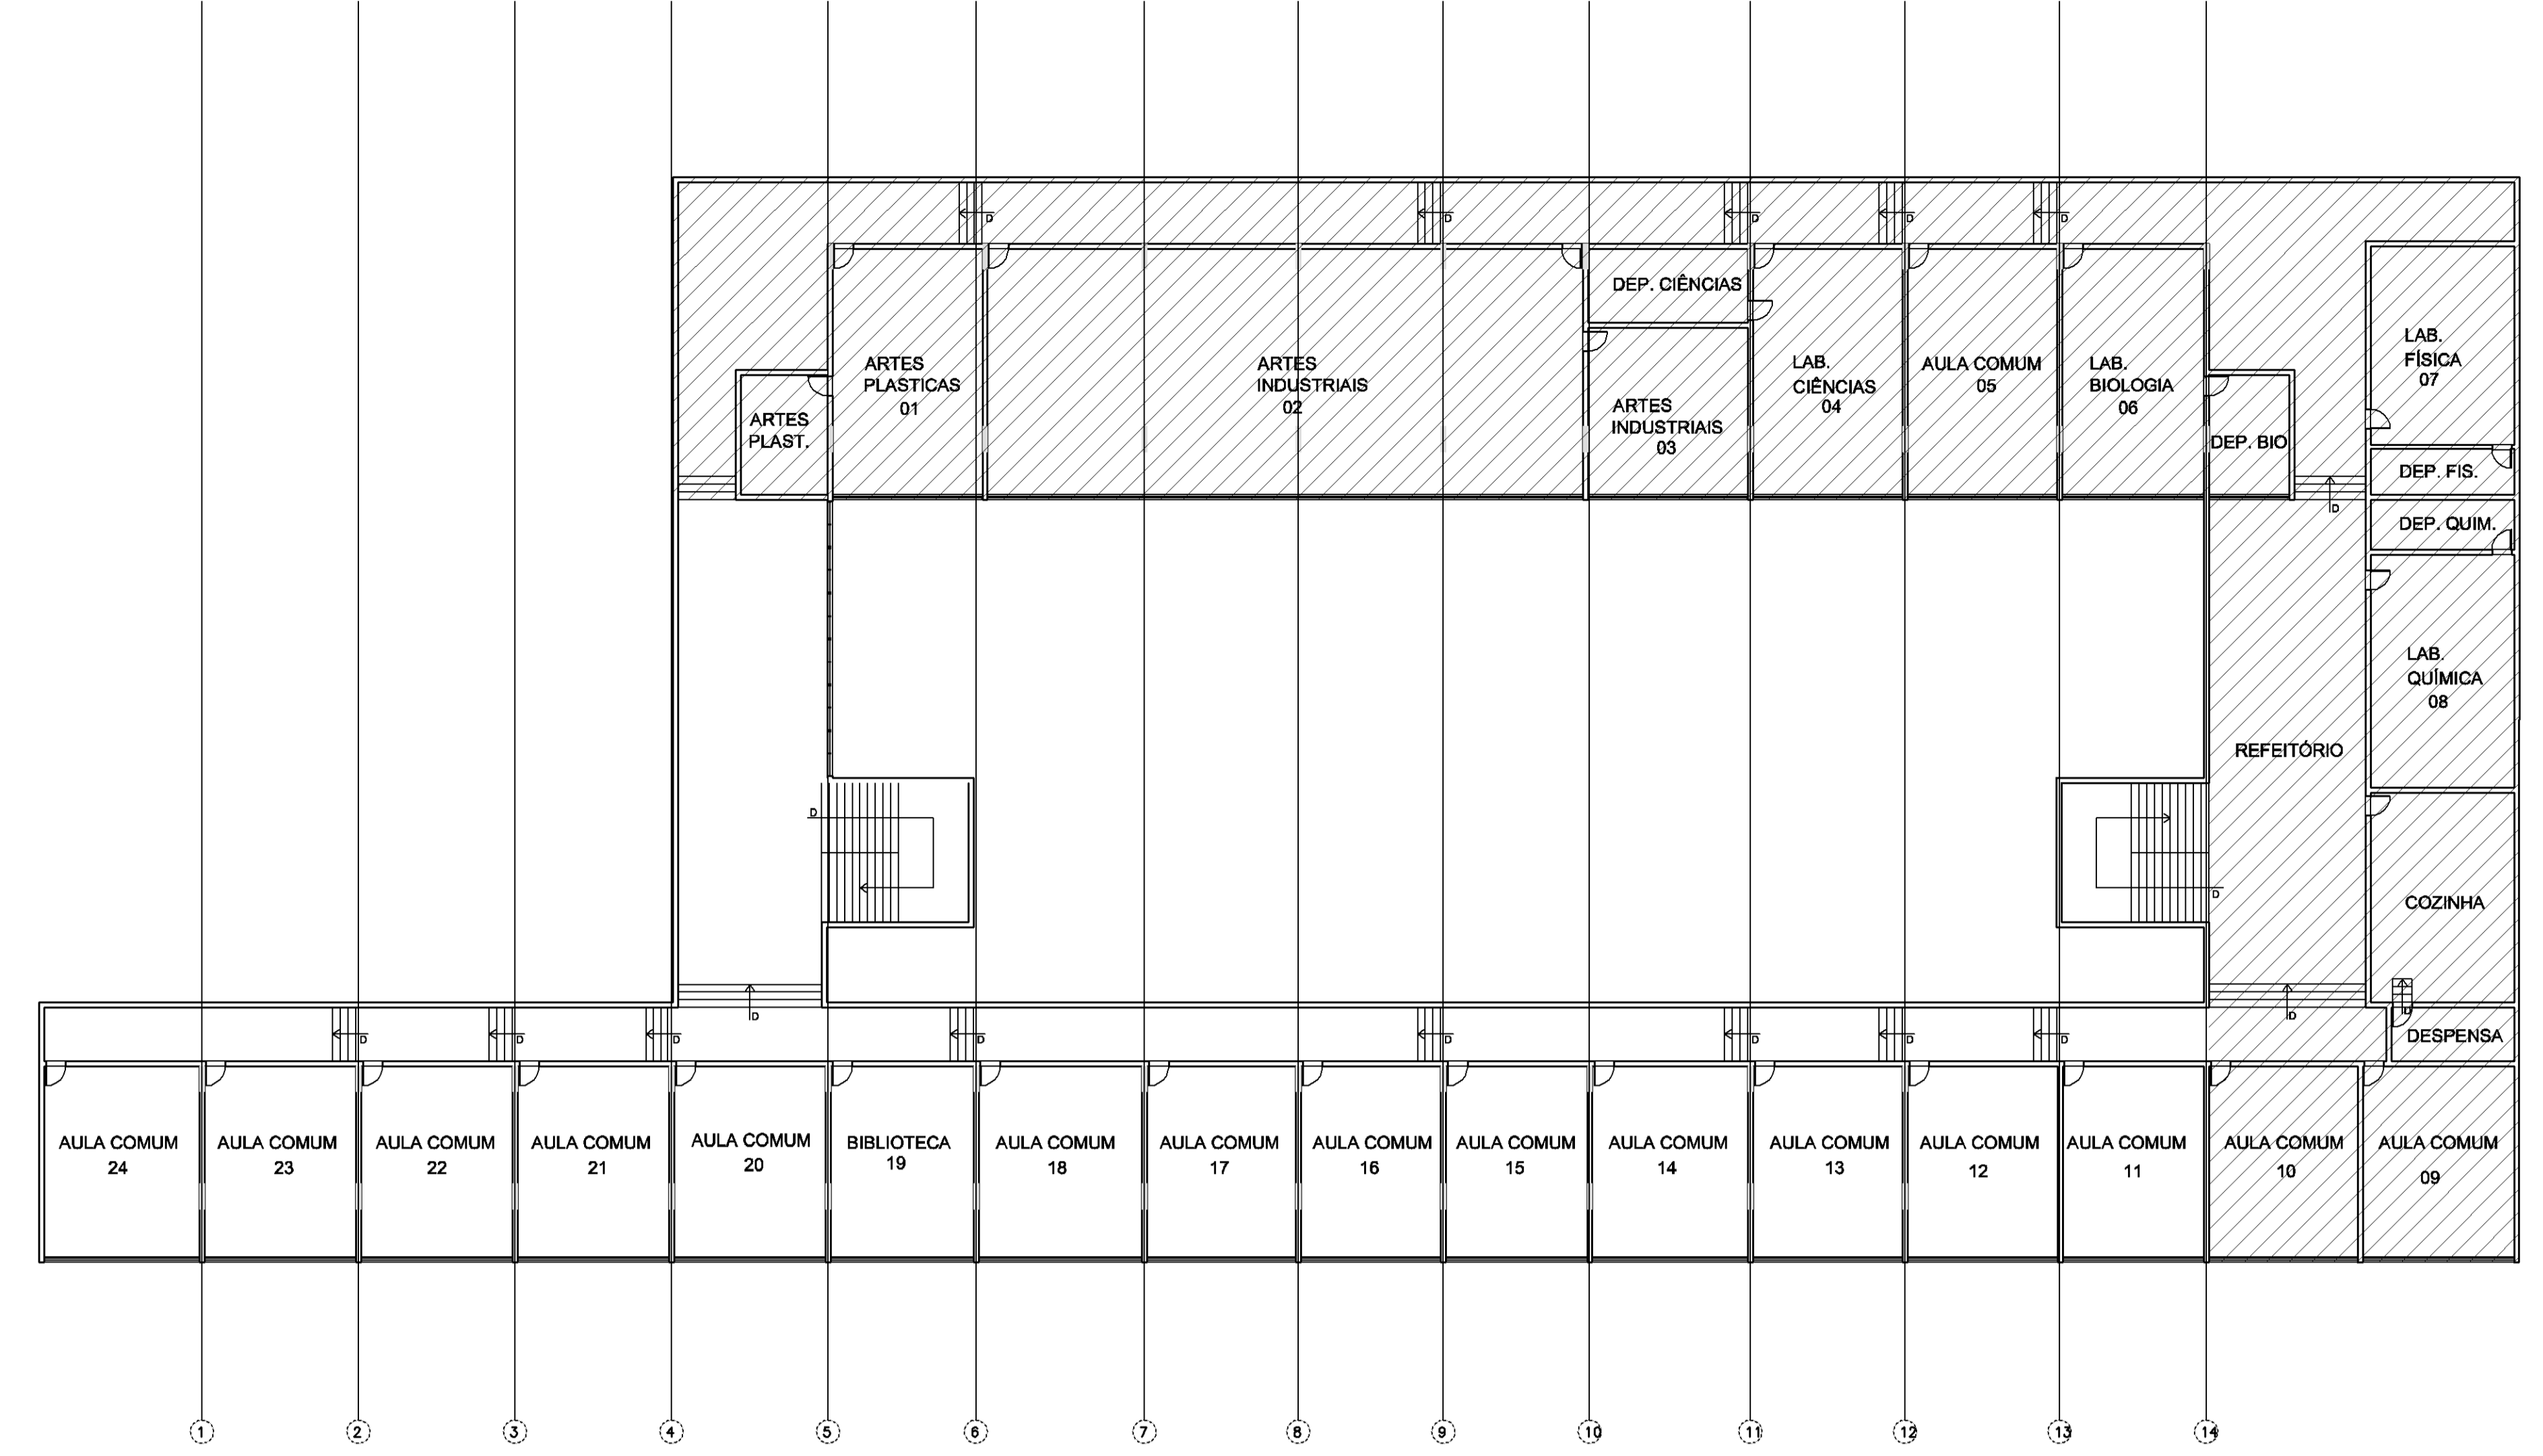 D
D
D
D
D
DEP. CIÊNCIAS
ARTES
PLASTICAS
01
ARTES
INDUSTRIAIS
02
LAB.
CIÊNCIAS
04
AULA COMUM
05
LAB.
BIOLOGIA
06
LAB.
FÍSICA
07
ARTES
PLAST.
ARTES
INDUSTRIAIS
03
DEP. BIO
DEP. FIS.
D
DEP. QUIM.
LAB.
QUÍMICA
08
REFEITÓRIO
D
D
COZINHA
D
D
D
D
D
D
D
D
D
D
D
D
DESPENSA
AULA COMUM
24
AULA COMUM
23
AULA COMUM
22
AULA COMUM
21
AULA COMUM
20
BIBLIOTECA
19
AULA COMUM
18
AULA COMUM
17
AULA COMUM
16
AULA COMUM
15
AULA COMUM
14
AULA COMUM
13
AULA COMUM
12
AULA COMUM
11
AULA COMUM
10
AULA COMUM
09
1
2
3
4
5
6
7
8
9
10
11
12
13
14